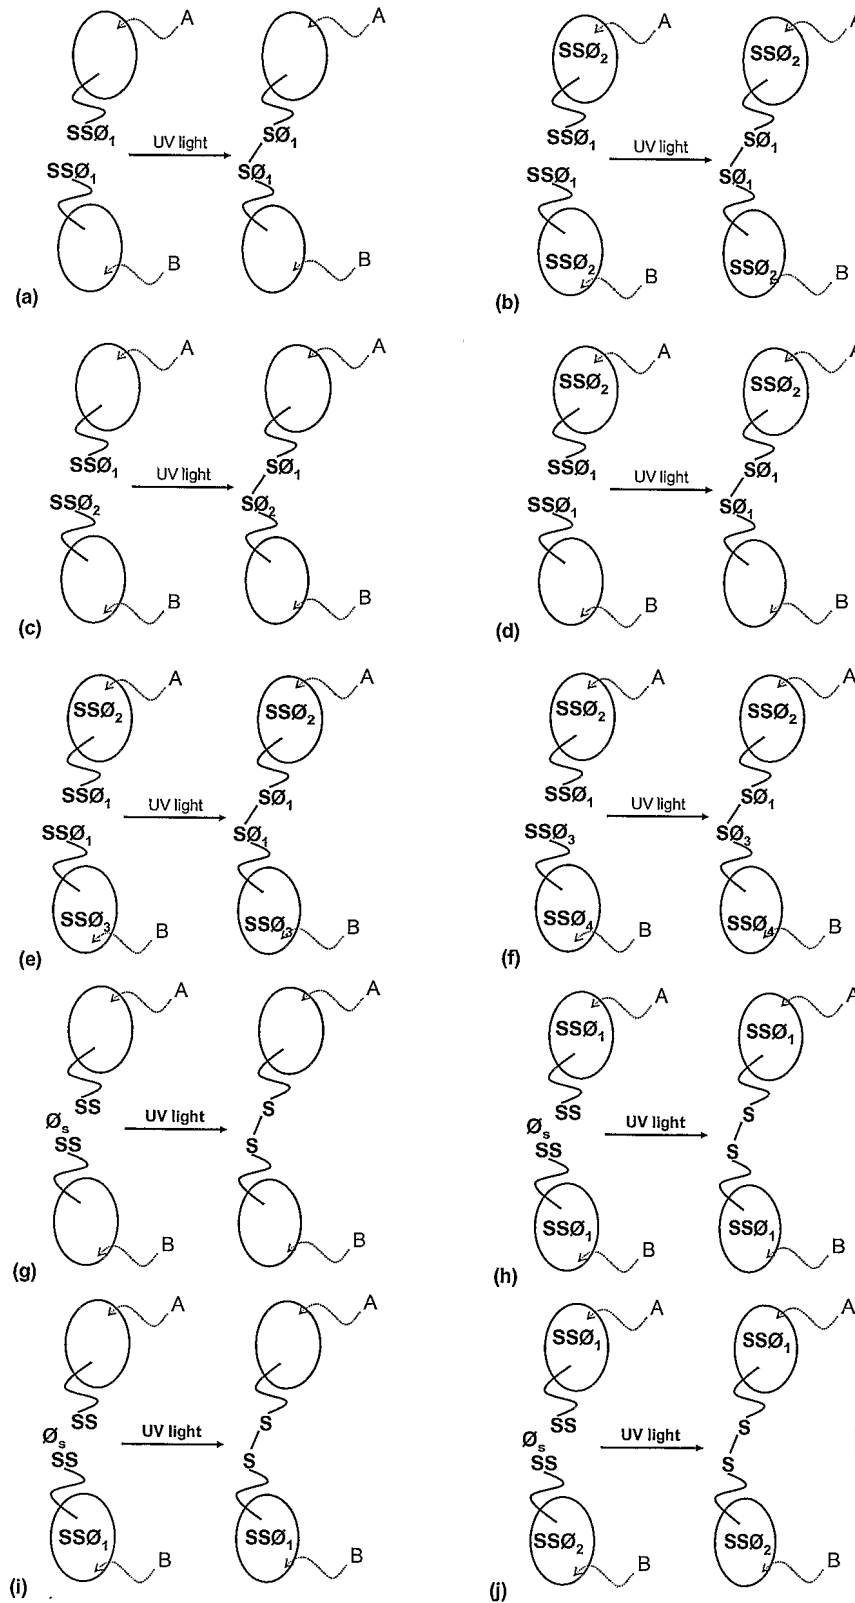 A A
SSØ₁ UV light SØ₁
SSØ₁ SØ₁
B B
(a)
SSØ₂ A SSØ₂ A
SSØ₁ UV light SØ₁
SSØ₁ SØ₁
SSØ₂ B SSØ₂ B
(b)
A A
SSØ₁ UV light SØ₁
SSØ₂ SØ₂
B B
(c)
SSØ₂ A SSØ₂ A
SSØ₁ UV light SØ₁
SSØ₁ SØ₁
B B
(d)
SSØ₂ A SSØ₂ A
SSØ₁ UV light SØ₁
SSØ₁ SØ₁
SSØ₃ B SSØ₃ B
(e)
SSØ₂ A SSØ₂ A
SSØ₁ UV light SØ₁
SSØ₃ SØ₃
SSØ₄ B SSØ₄ B
(f)
A A
SS UV light S
Øₛ
SS S
B B
(g)
SSØ₁ A SSØ₁ A
SS UV light S
Øₛ
SS S
SSØ₁ B SSØ₁ B
(h)
A A
SS UV light S
Øₛ
SS S
SSØ₁ B SSØ₁ B
(i)
SSØ₁ A SSØ₁ A
SS UV light S
Øₛ
SS S
SSØ₂ B SSØ₂ B
(j)